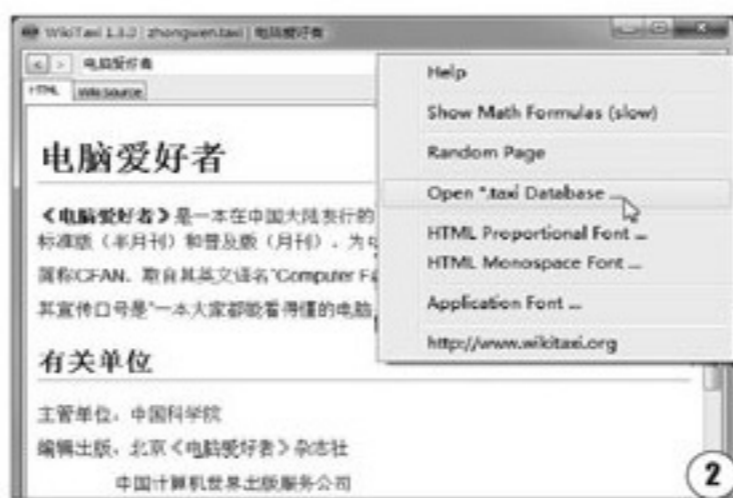 WikiTaxi 1.3.0 | zhongwen.taxi | 电脑爱好者
< > 电脑爱好者
HTML WikiSource
电脑爱好者
《电脑爱好者》是一本在中国大陆发行的
标准版（半月刊）和普及版（月刊），为
简称CFAN，取自其英文译名"Computer Fa
其宣传口号是"一本大家都能看得懂的电脑
有关单位
主管单位，中国科学院
编辑出版，北京《电脑爱好者》杂志社
中国计算机世界出版服务公司
Help
Show Math Formulas (slow)
Random Page
Open *.taxi Database ...
HTML Proportional Font ...
HTML Monospace Font ...
Application Font ...
http://www.wikitaxi.org
2